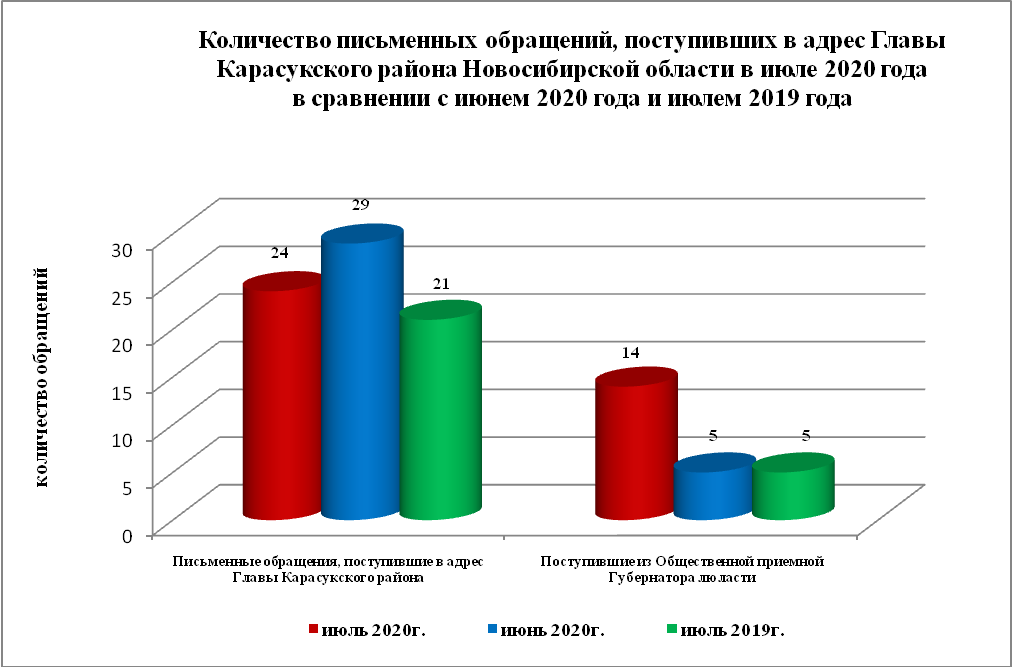 Количество письменных обращений, поступивших в адрес Главы
Карасукского района Новосибирской области в июле 2020 года
в сравнении с июнем 2020 года и июлем 2019 года
количество обращений
30
25
20
15
10
5
0
24
29
21
14
5
5
Письменные обращения, поступившие в адрес
Главы Карасукского района
Поступившие из Общественной приемной
Губернатора люласти
июль 2020г.
июнь 2020г.
июль 2019г.